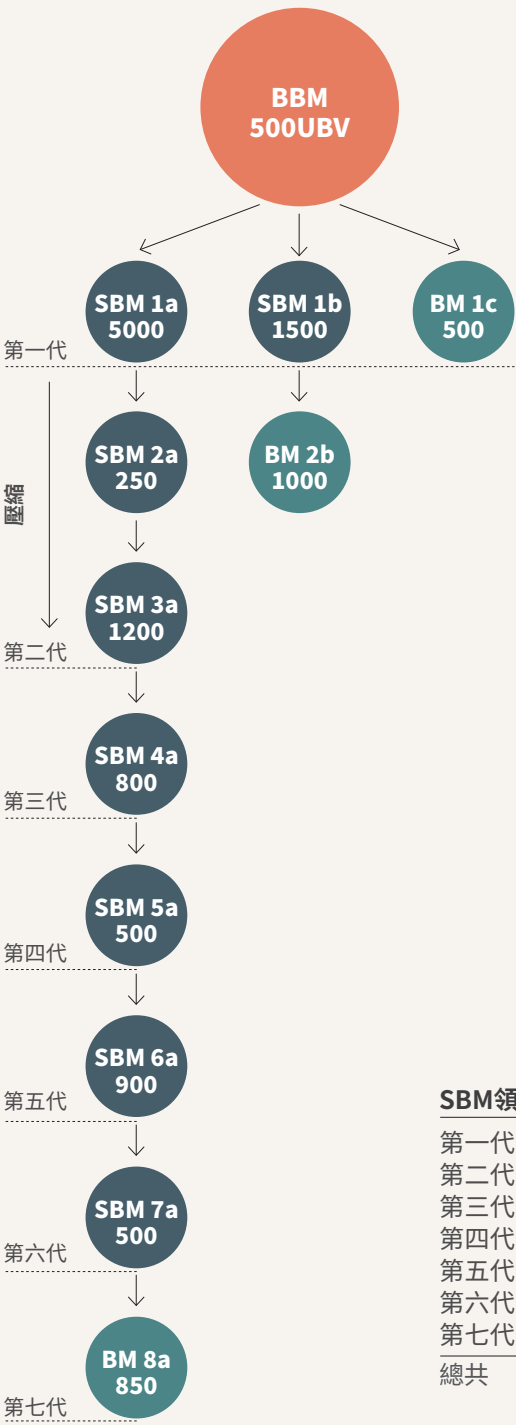 BBM
500UBV
SBM 1a
5000
SBM 1b
1500
BM 1c
500
第一代
SBM 2a
250
BM 2b
1000
壓縮
SBM 3a
1200
第二代
SBM 4a
800
第三代
SBM 5a
500
第四代
SBM 6a
900
第五代
SBM 7a
500
第六代
BM 8a
850
第七代
SBM領
第一代
第二代
第三代
第四代
第五代
第六代
第七代
總共